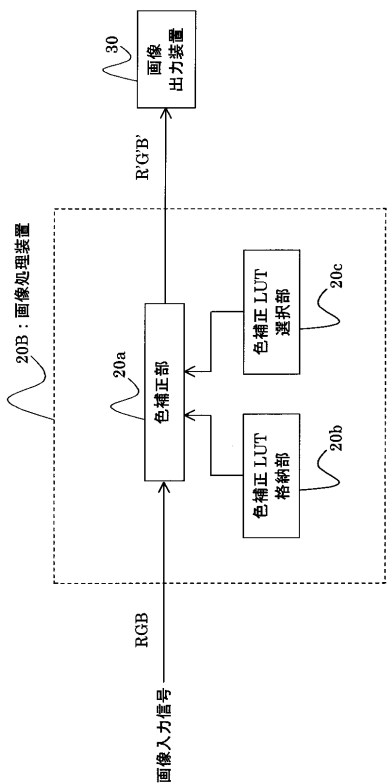 20B：画像処理装置
画像入力信号
RGB
20a
色補正部
R'G'B'
30
画像
出力装置
色補正 LUT
格納部
20b
色補正 LUT
選択部
20c